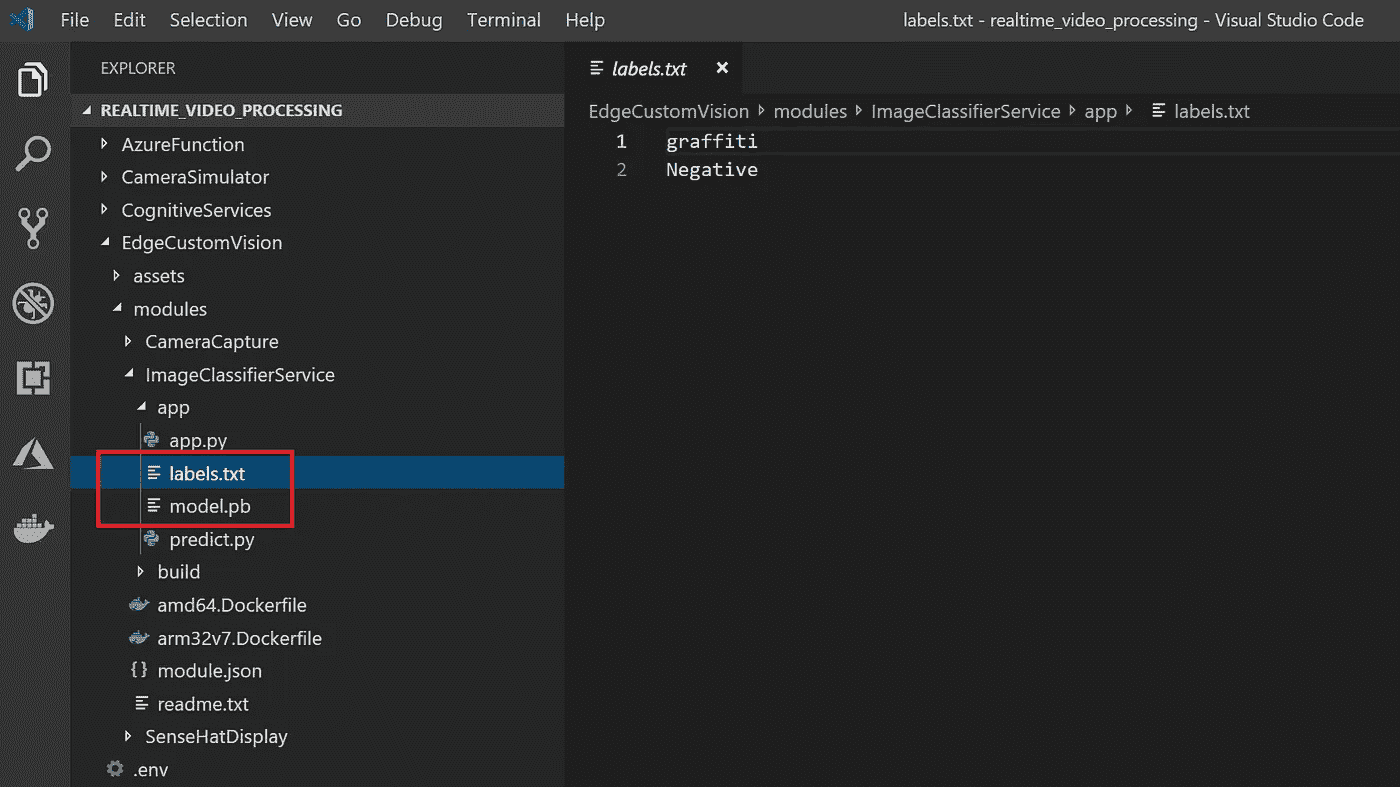 File Edit Selection View Go Debug Terminal Help labels.txt - realtime_video_processing - Visual Studio Code
EXPLORER
REALTIME_VIDEO_PROCESSING
AzureFunction
CameraSimulator
CognitiveServices
EdgeCustomVision
assets
modules
CameraCapture
ImageClassifierService
app
app.py
labels.txt
model.pb
predict.py
build
amd64.Dockerfile
arm32v7.Dockerfile
module.json
readme.txt
SenseHatDisplay
.env
labels.txt
EdgeCustomVision modules ImageClassifierService app labels.txt
1 graffiti
2 Negative